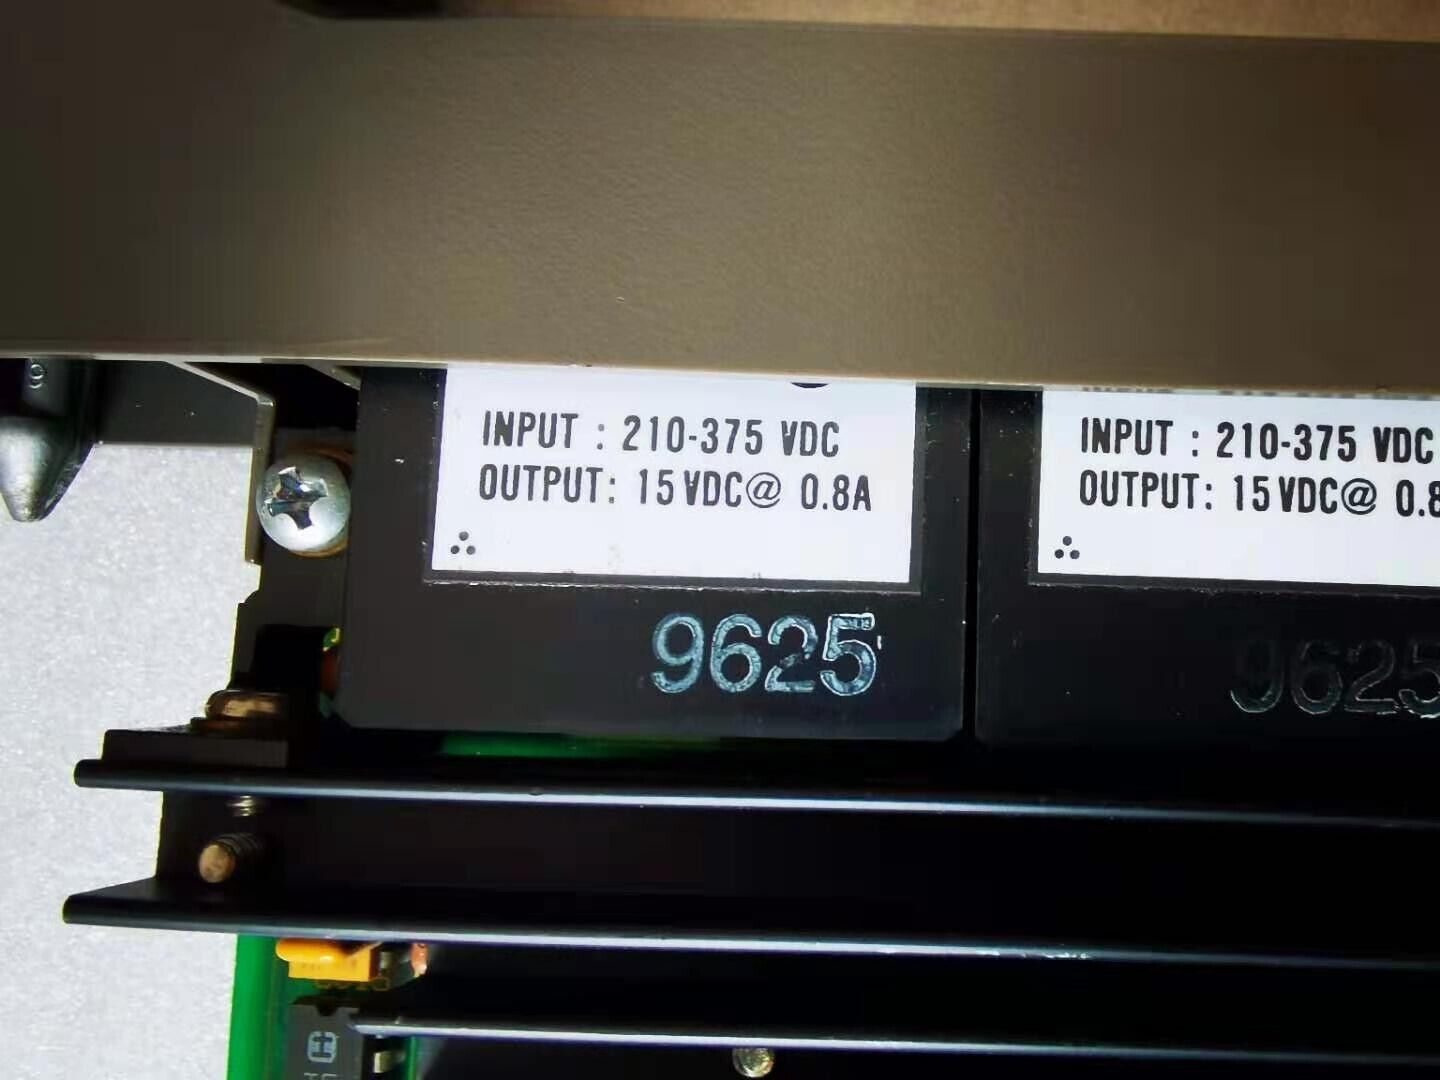 9
INPUT : 210-375 VDC
OUTPUT: 15 VDC@ 0.8A
9625
INPUT : 210-375 VDC
OUTPUT: 15 VDC@ 0.8
9625